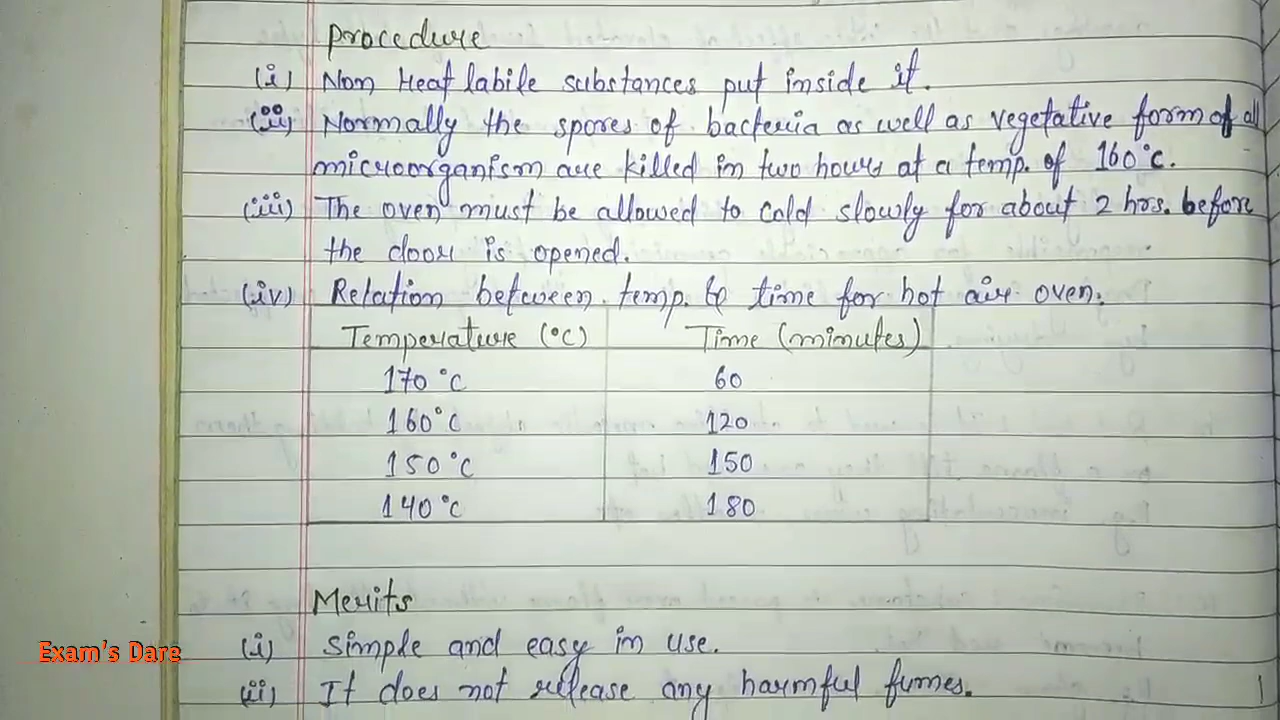 Procedure
(i) Non Heat labile substances put inside it.
(ii) Normally the spores of bacteria as well as vegetative form of all
microorganism are killed in two hours at a temp. of 160°c.
(iii) The oven must be allowed to cold slowly for about 2 hrs. before
the door is opened.
(iv) Relation between temp. & time for hot air oven.
Temperature (°C) Time (minutes)
170°C 60
160°C 120
150°C 150
140°C 180
Merits
(i) Simple and easy in use.
(ii) It does not release any harmful fumes.
Exam's Dare